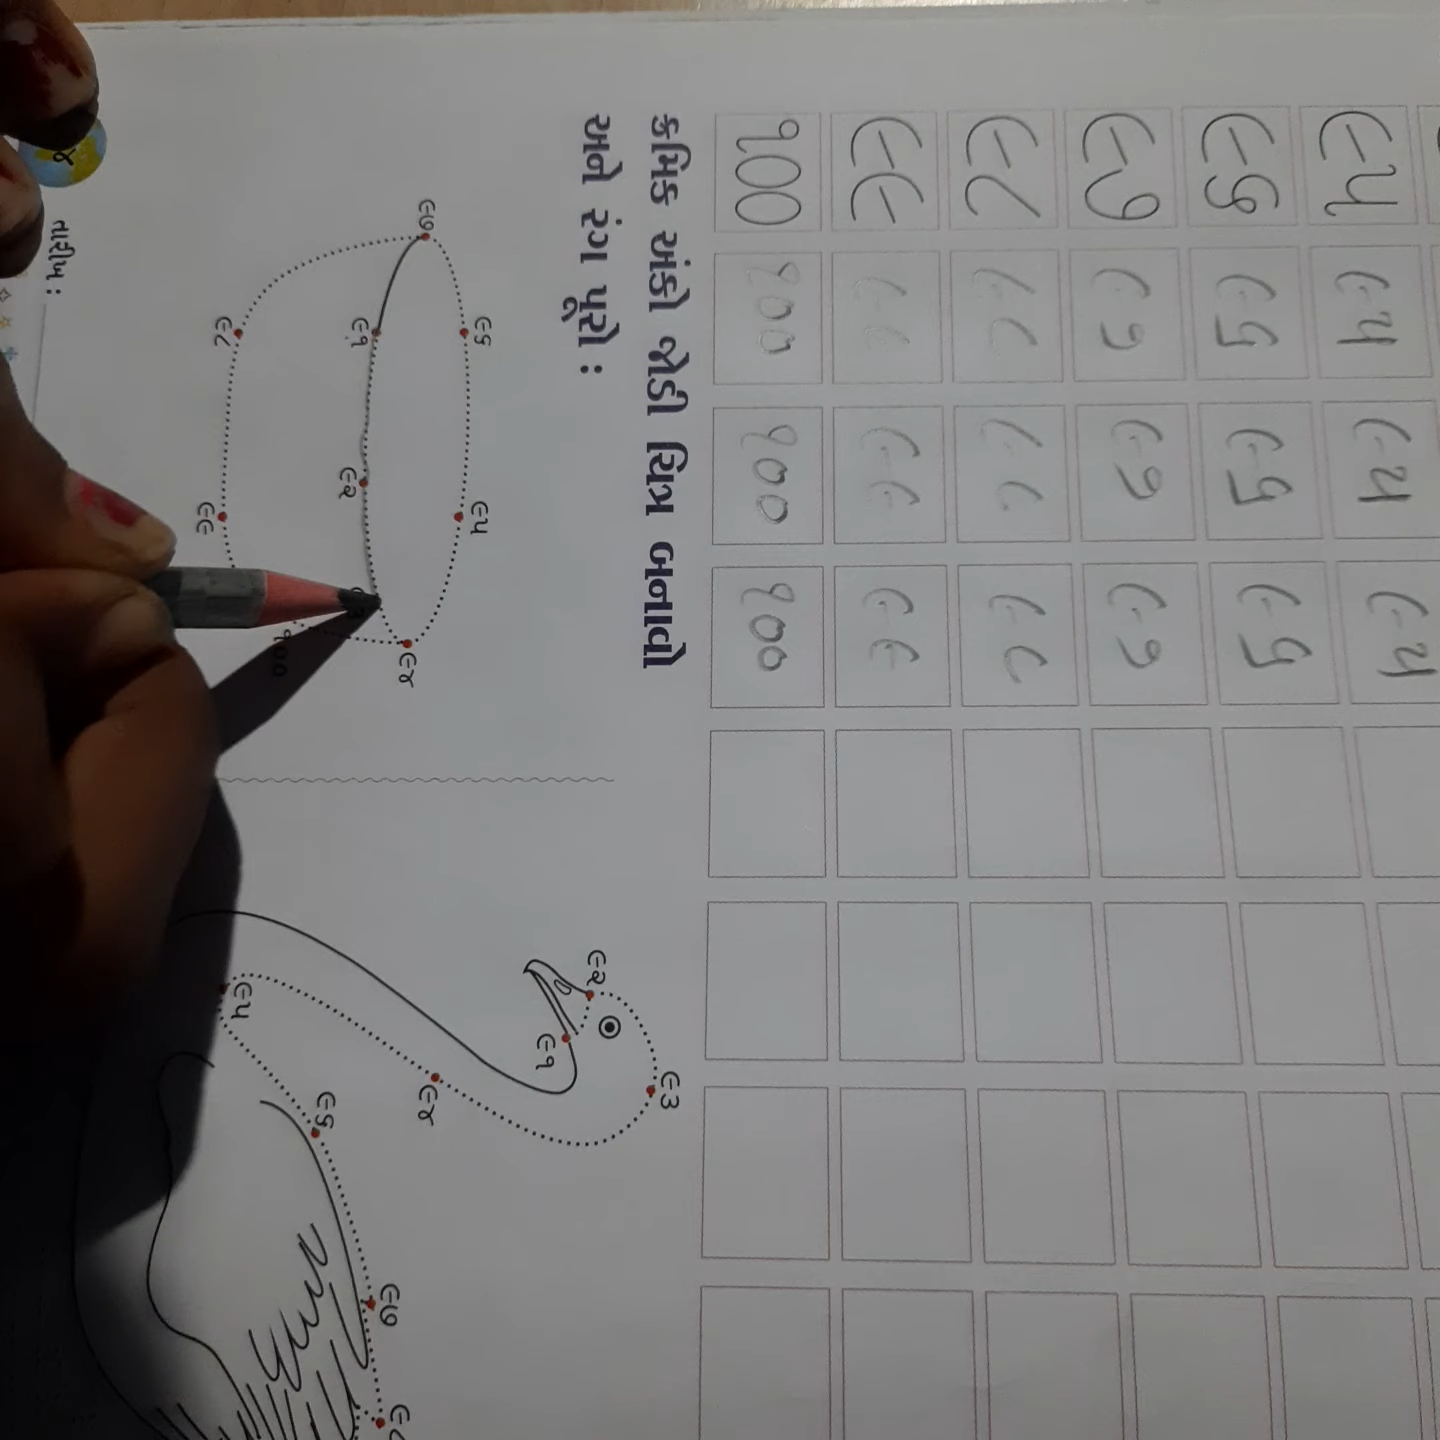 ૯૫ ૯૫ ૯૫ ૯૫
૯૬ ૯૬ ૯૬ ૯૬
૯૭ ૯૭ ૯૭ ૯૭
૯૮ ૯૮ ૯૮ ૯૮
૯૯ ૯૯ ૯૯ ૯૯
૧૦૦ ૧૦૦ ૧૦૦ ૧૦૦
ક્રમિક અંકો જોડી ચિત્ર બનાવો
અને રંગ પૂરો :
૯૬ ૯૫
૯૭ ૯૪
૯૧ ૯૨
૯૮ ૯૯ ૧૦૦
૯૩
૯૨
૯૧
૯૪
૯૭
૯૬
૯૫
તારીખ :